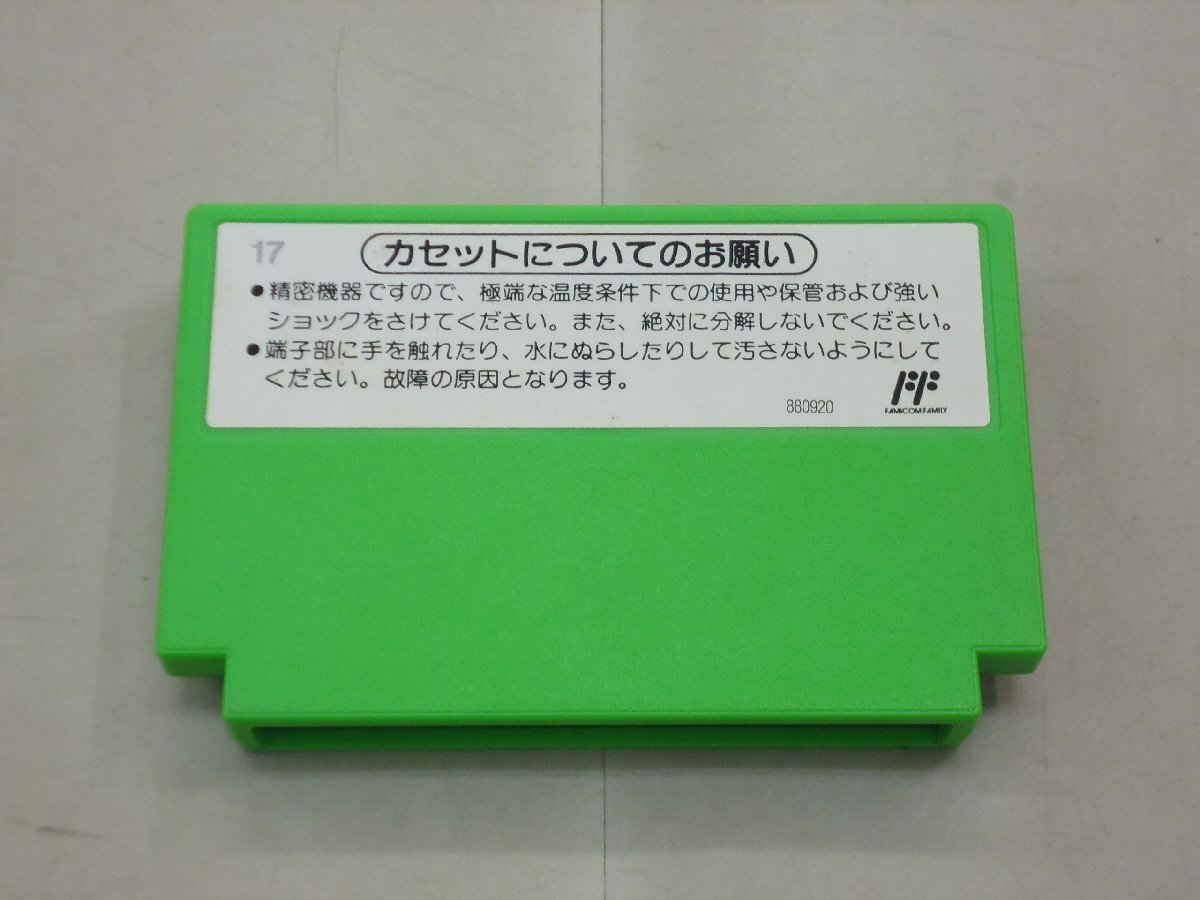 17
カセットについてのお願い
●精密機器ですので、極端な温度条件下での使用や保管および強い
ショックをさけてください。また、絶対に分解しないでください。
●端子部に手を触れたり、水にぬらしたりして汚さないようにして
ください。故障の原因となります。
880920
FAMICOM FAMILY